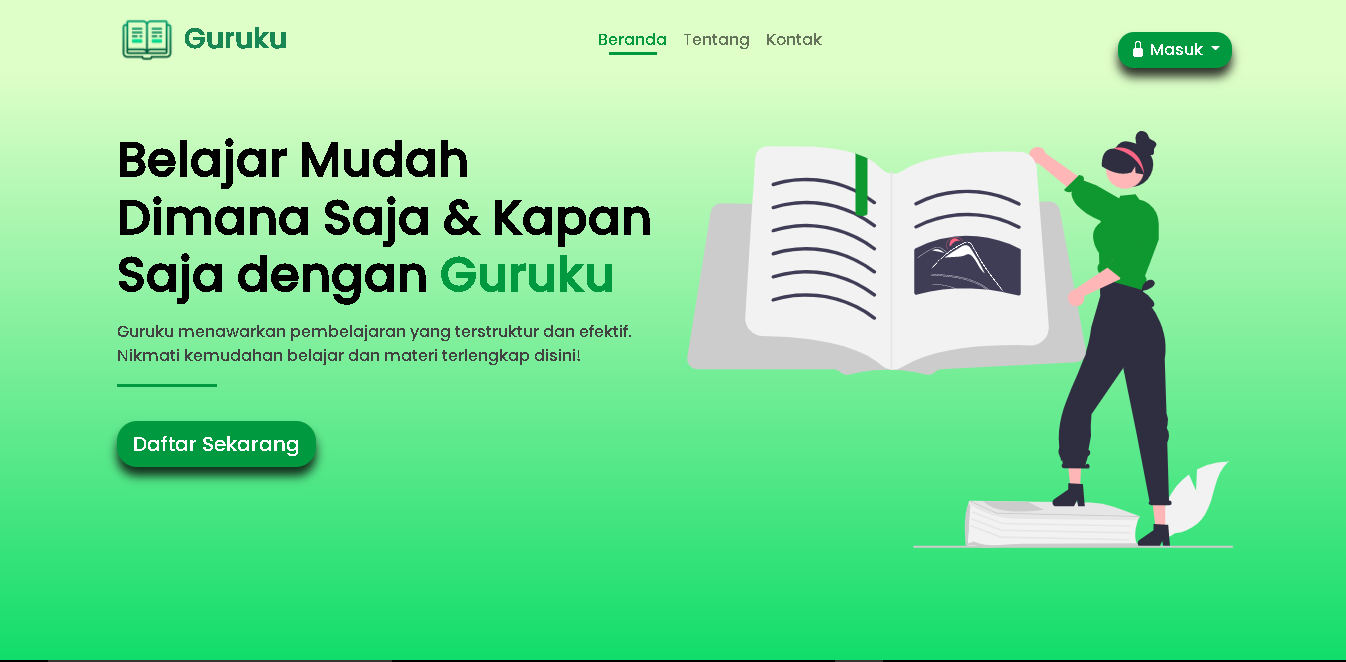 Guruku
Beranda Tentang Kontak
Masuk
Belajar Mudah
Dimana Saja & Kapan
Saja dengan Guruku
Guruku menawarkan pembelajaran yang terstruktur dan efektif.
Nikmati kemudahan belajar dan materi terlengkap disini!
Daftar Sekarang